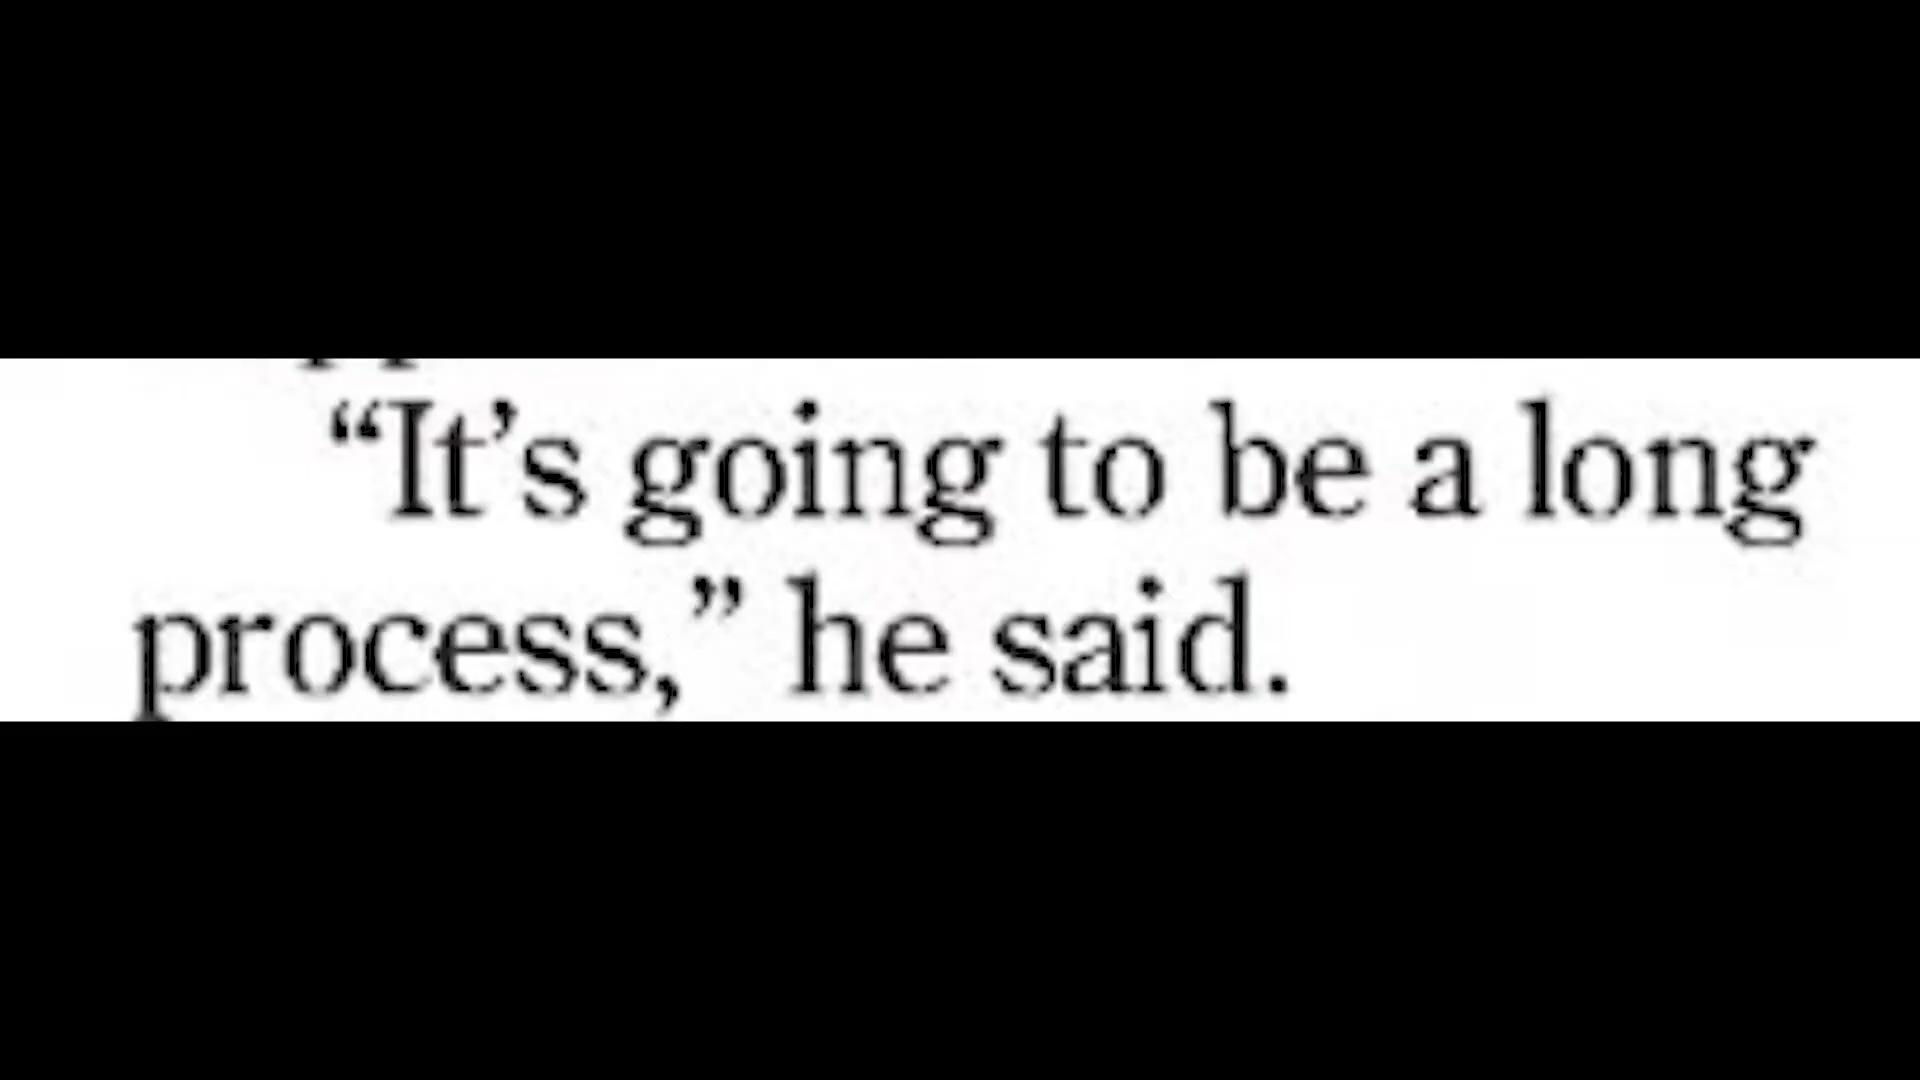 “It’s going to be a long
process,” he said.